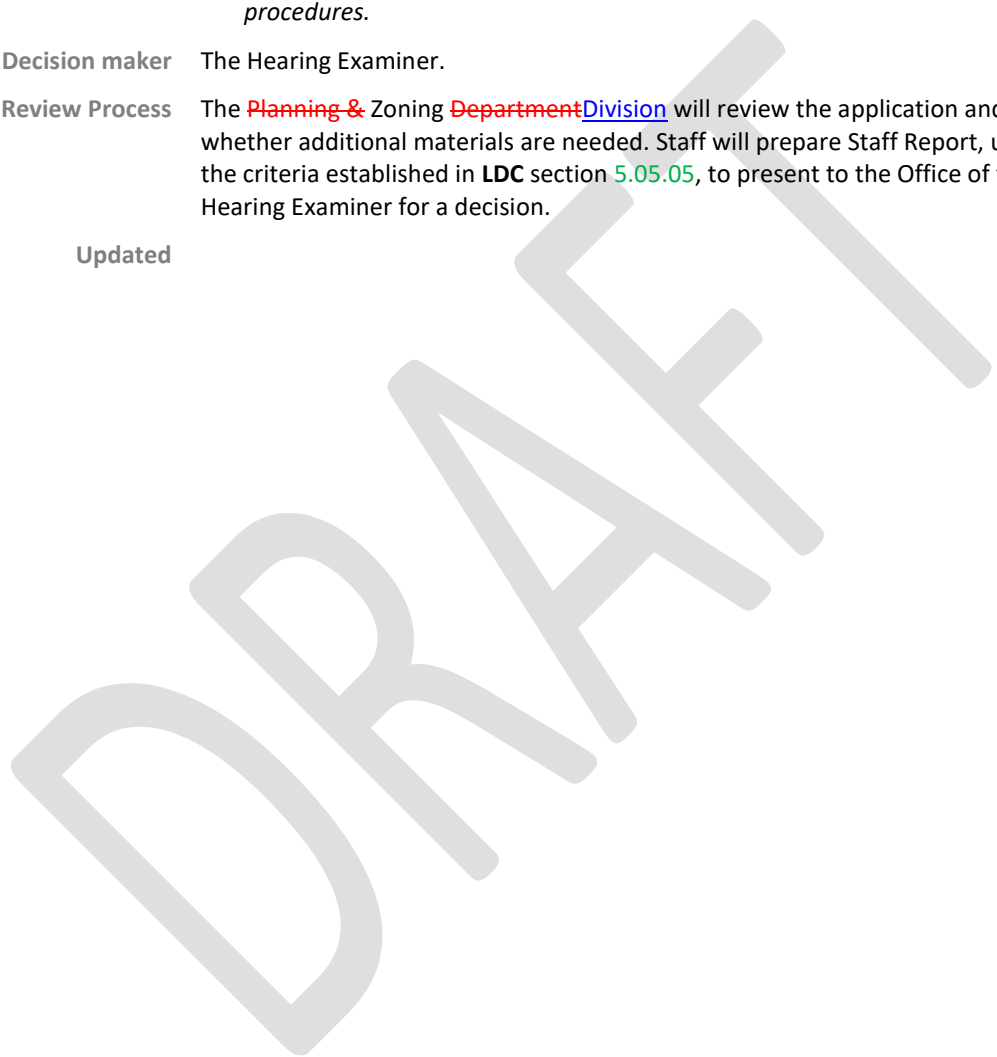 procedures.
Decision maker The Hearing Examiner.
Review Process The Planning & Zoning DepartmentDivision will review the application and
whether additional materials are needed. Staff will prepare Staff Report, u
the criteria established in LDC section 5.05.05, to present to the Office of
Hearing Examiner for a decision.
Updated
DRAFT